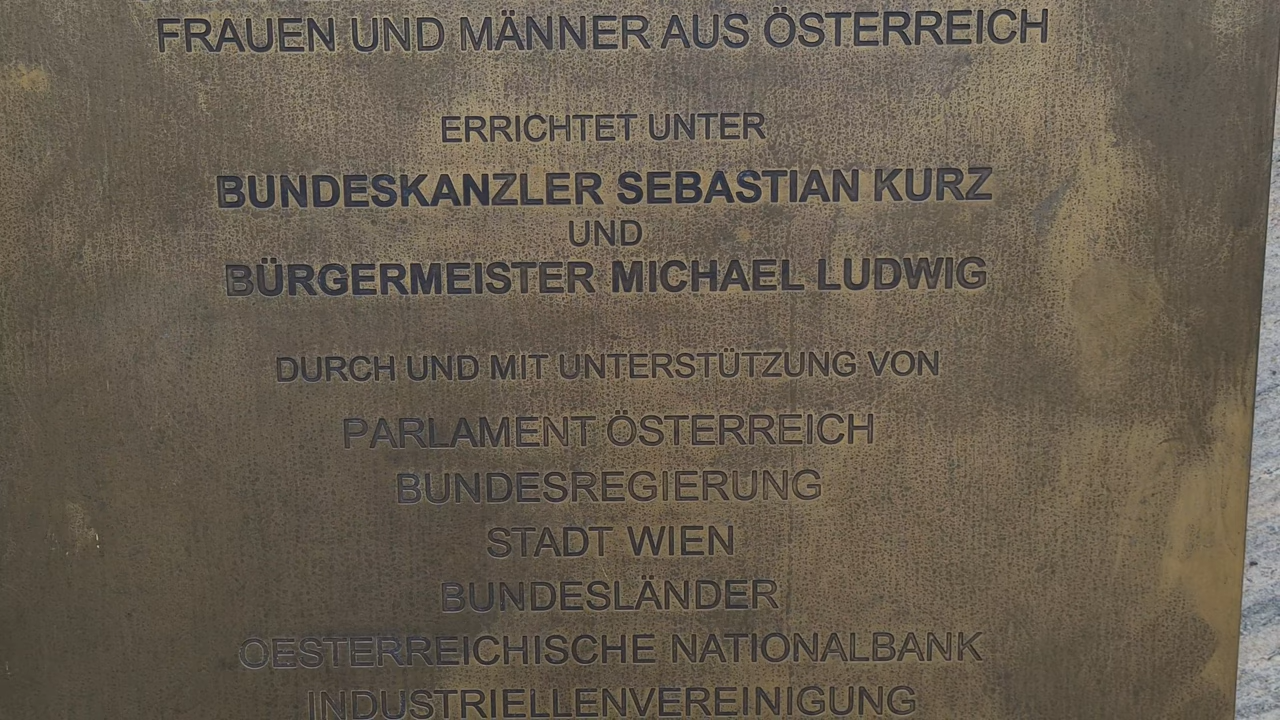 FRAUEN UND MÄNNER AUS ÖSTERREICH
ERRICHTET UNTER
BUNDESKANZLER SEBASTIAN KURZ
UND
BÜRGERMEISTER MICHAEL LUDWIG
DURCH UND MIT UNTERSTÜTZUNG VON
PARLAMENT ÖSTERREICH
BUNDESREGIERUNG
STADT WIEN
BUNDESLÄNDER
OESTERREICHISCHE NATIONALBANK
INDUSTRIELLENVEREINIGUNG